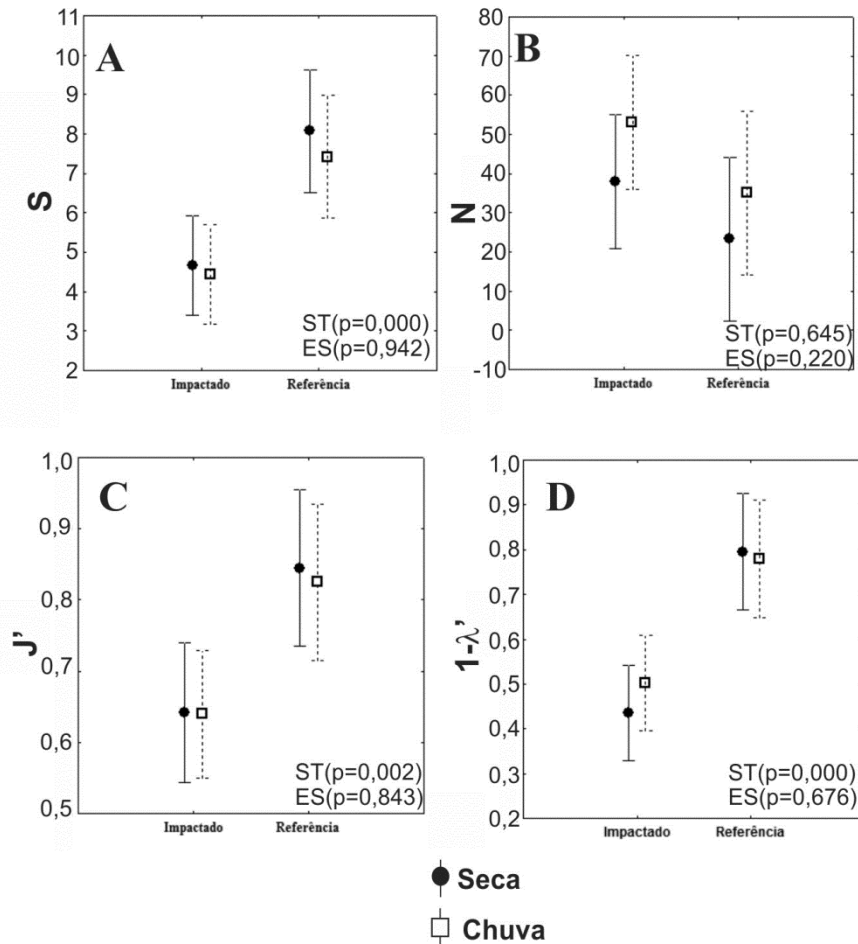 A
S
11
10
9
8
7
6
5
4
3
2
Impactado Referência
ST(p=0,000)
ES(p=0,942)
B
N
80
70
60
50
40
30
20
10
0
-10
Impactado Referência
ST(p=0,645)
ES(p=0,220)
C
J'
1,0
0,9
0,8
0,7
0,6
0,5
Impactado Referência
ST(p=0,002)
ES(p=0,843)
D
1-λ'
1,0
0,9
0,8
0,7
0,6
0,5
0,4
0,3
0,2
Impactado Referência
ST(p=0,000)
ES(p=0,676)
Seca
Chuva